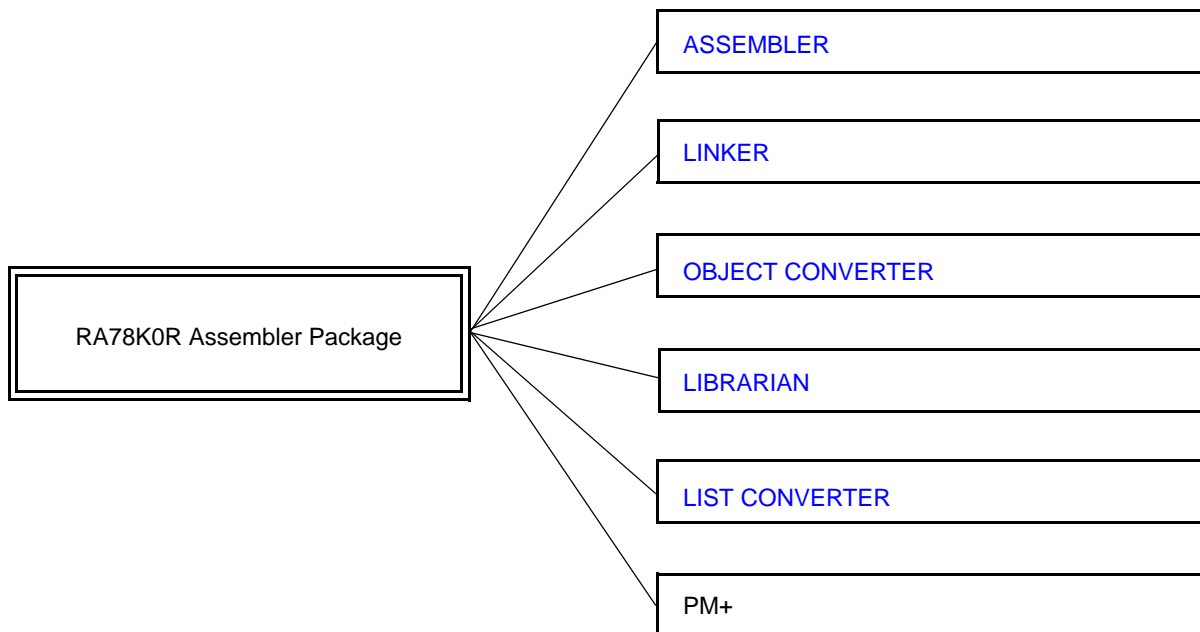 ASSEMBLER
LINKER
OBJECT CONVERTER
RA78K0R Assembler Package
LIBRARIAN
LIST CONVERTER
PM+